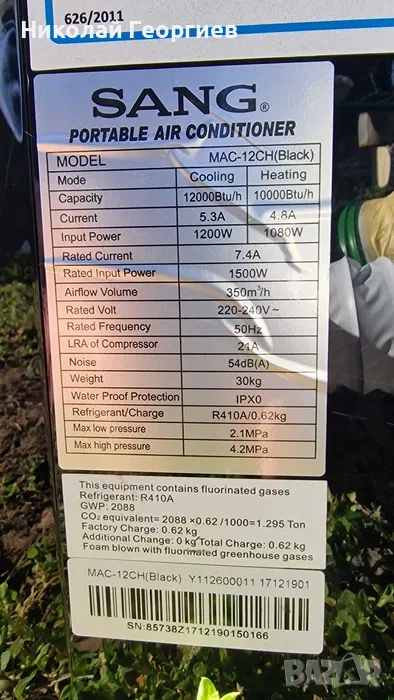 626/2011
Николай Георгиев
SANG®
PORTABLE AIR CONDITIONER
MODEL MAC-12CH(Black)
Mode Cooling Heating
Capacity 12000Btu/h 10000Btu/h
Current 5.3A 4.8A
Input Power 1200W 1080W
Rated Current 7.4A
Rated Input Power 1500W
Airflow Volume 350m³/h
Rated Volt 220-240V~
Rated Frequency 50Hz
LRA of Compressor 21A
Noise 54dB(A)
Weight 30kg
Water Proof Protection IPX0
Refrigerant/Charge R410A/0.62kg
Max low pressure 2.1MPa
Max high pressure 4.2MPa
This equipment contains fluorinated gases
Refrigerant: R410A
GWP: 2088
CO₂ equivalent= 2088 ×0.62 /1000=1.295 Ton
Factory Charge: 0.62 kg
Additional Change: 0 kg Total Charge: 0.62 kg
Foam blown with fluorinated greenhouse gases
MAC-12CH(Black) Y112600011 17121901
SN:85738Z1712190150166
BAZAR